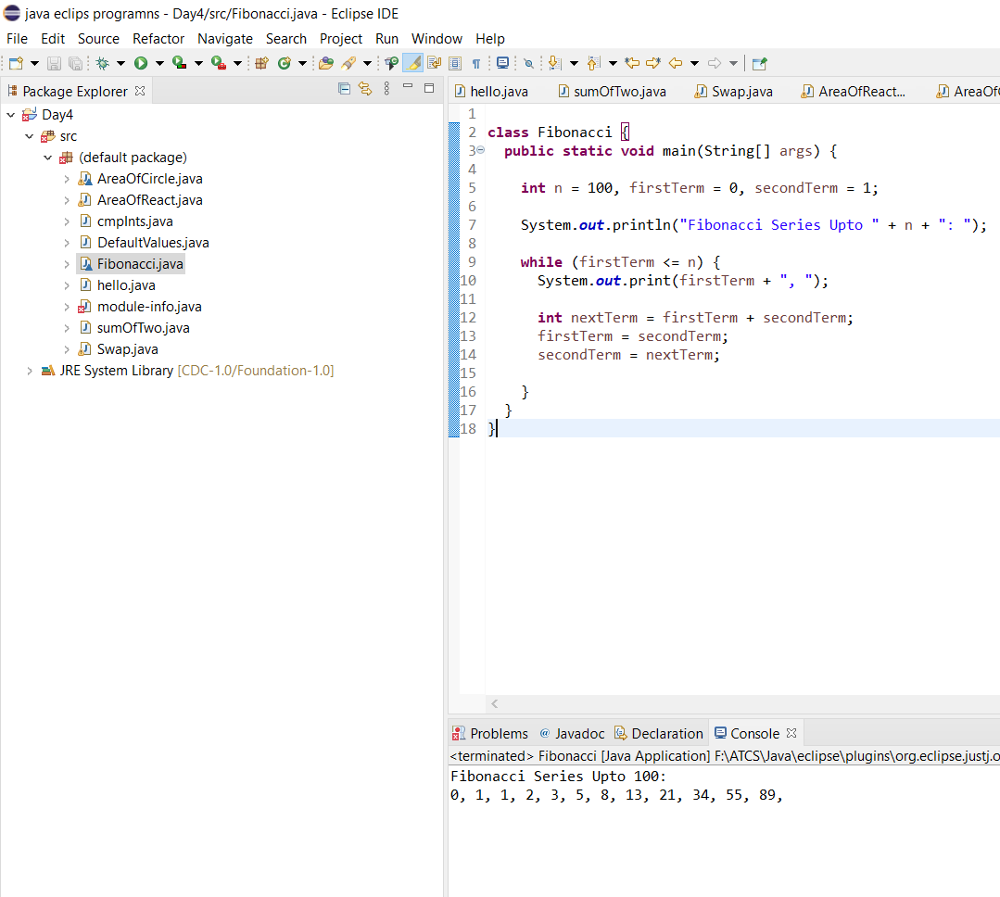 java eclips programns - Day4/src/Fibonacci.java - Eclipse IDE
File Edit Source Refactor Navigate Search Project Run Window Help
Package Explorer
Day4
src
(default package)
AreaOfCircle.java
AreaOfReact.java
cmpInts.java
DefaultValues.java
Fibonacci.java
hello.java
module-info.java
sumOfTwo.java
Swap.java
JRE System Library [CDC-1.0/Foundation-1.0]
hello.java sumOfTwo.java Swap.java AreaOfReact... AreaOf
1
2 class Fibonacci {
3 public static void main(String[] args) {
4
5 int n = 100, firstTerm = 0, secondTerm = 1;
6
7 System.out.println("Fibonacci Series Upto " + n + ": ");
8
9 while (firstTerm <= n) {
10 System.out.print(firstTerm + ", ");
11
12 int nextTerm = firstTerm + secondTerm;
13 firstTerm = secondTerm;
14 secondTerm = nextTerm;
15
16 }
17 }
18 }
Problems @ Javadoc Declaration Console
<terminated> Fibonacci [Java Application] F:\ATCS\Java\eclipse\plugins\org.eclipse.justj.o
Fibonacci Series Upto 100:
0, 1, 1, 2, 3, 5, 8, 13, 21, 34, 55, 89,